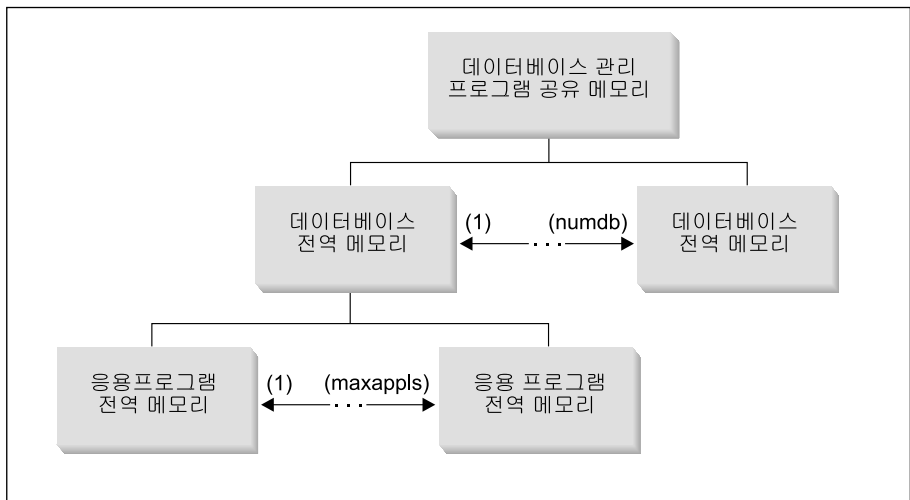 데이터베이스 관리
프로그램 공유 메모리
데이터베이스
전역 메모리
(1)
(numdb)
. . .
데이터베이스
전역 메모리
응용프로그램
전역 메모리
(1)
(maxappls)
. . .
응용 프로그램
전역 메모리